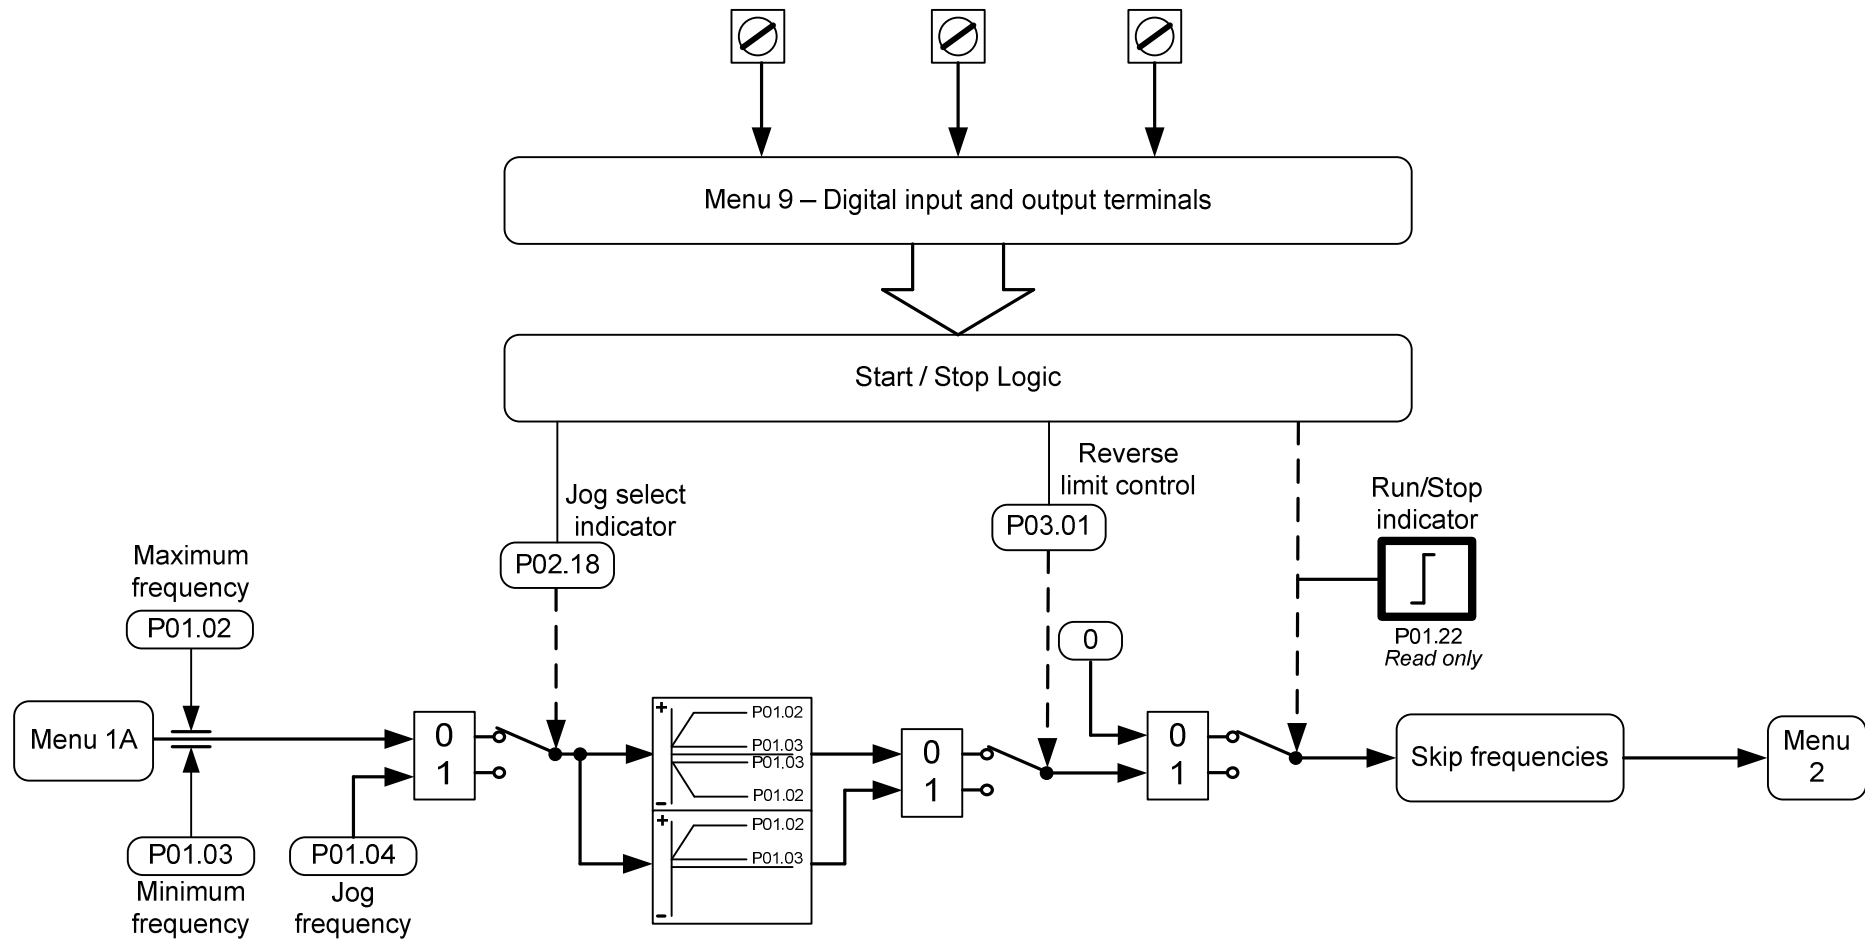 Menu 9 – Digital input and output terminals
Start / Stop Logic
Jog select
indicator
P02.18
Reverse
limit control
P03.01
Run/Stop
indicator
P01.22
Read only
Maximum
frequency
P01.02
Menu 1A
P01.03
Minimum
frequency
P01.04
Jog
frequency
0
1
+
P01.02
P01.03
P01.03
P01.02
-
+
P01.02
P01.03
-
0
1
0
0
1
Skip frequencies
Menu
2